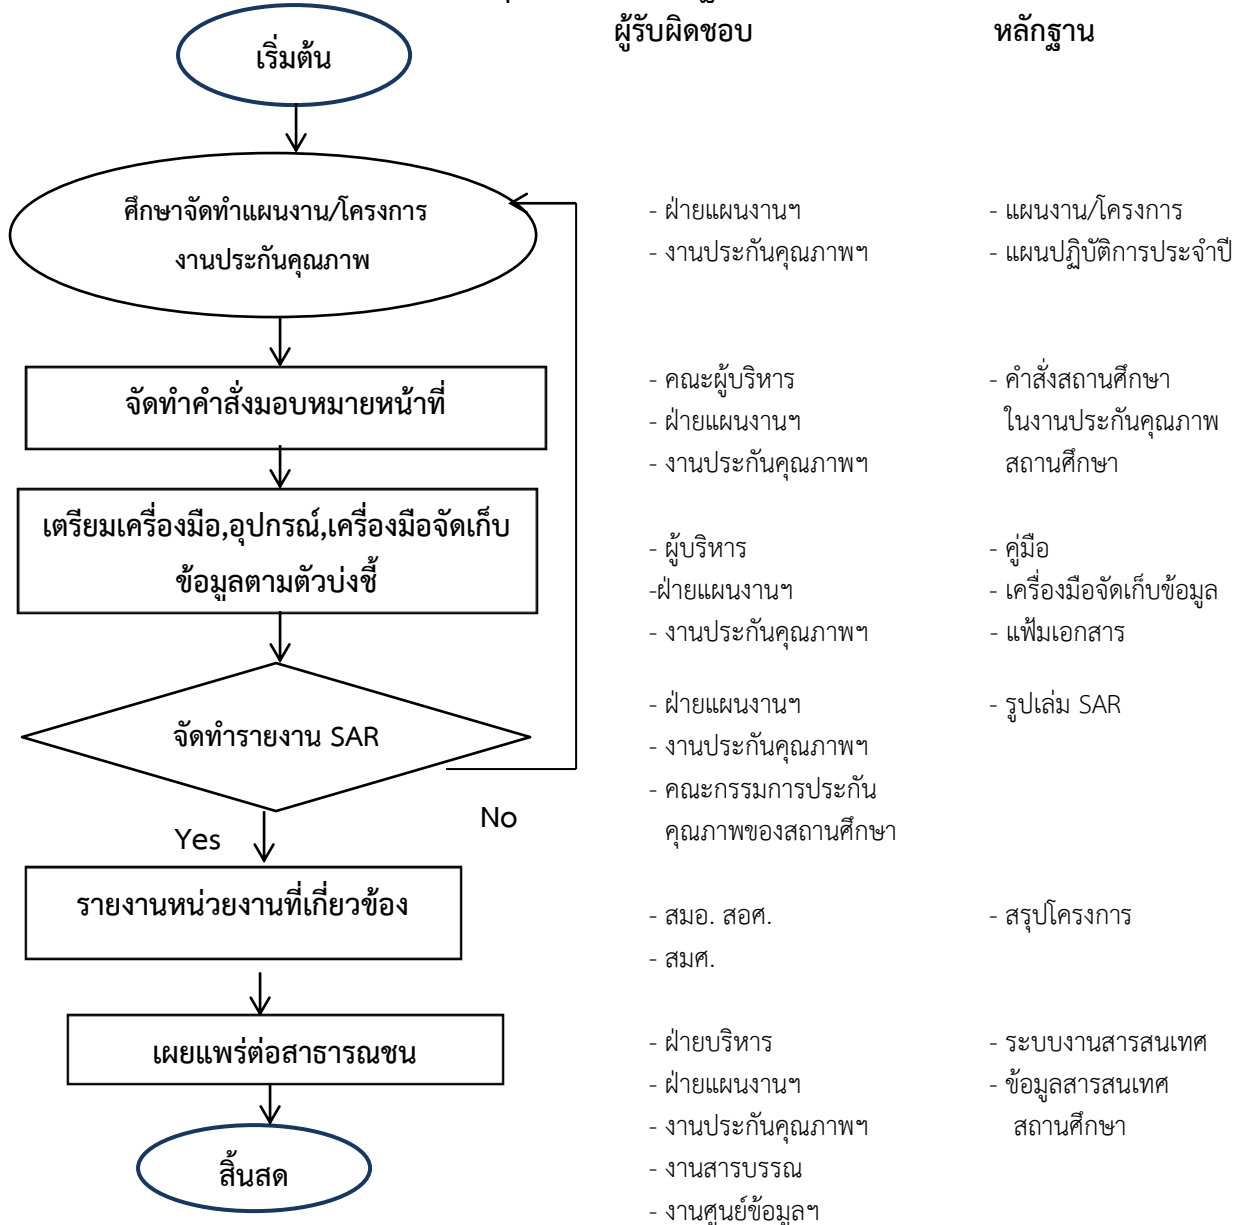 ผู้รับผิดชอบ หลักฐาน
เริ่มต้น
ศึกษาจัดทำแผนงาน/โครงการ - ฝ่ายแผนงานฯ - แผนงาน/โครงการ
งานประกันคุณภาพ - งานประกันคุณภาพฯ - แผนปฏิบัติการประจำปี
จัดทำคำสั่งมอบหมายหน้าที่ - คณะผู้บริหาร - คำสั่งสถานศึกษา
- ฝ่ายแผนงานฯ ในงานประกันคุณภาพ
- งานประกันคุณภาพฯ สถานศึกษา
เตรียมเครื่องมือ,อุปกรณ์,เครื่องมือจัดเก็บ - ผู้บริหาร - คู่มือ
ข้อมูลตามตัวบ่งชี้ -ฝ่ายแผนงานฯ - เครื่องมือจัดเก็บข้อมูล
- งานประกันคุณภาพฯ - แฟ้มเอกสาร
- ฝ่ายแผนงานฯ - รูปเล่ม SAR
จัดทำรายงาน SAR - งานประกันคุณภาพฯ
- คณะกรรมการประกัน
No
Yes คุณภาพของสถานศึกษา
รายงานหน่วยงานที่เกี่ยวข้อง - สมอ. สอศ. - สรุปโครงการ
- สมศ.
เผยแพร่ต่อสาธารณชน - ฝ่ายบริหาร - ระบบงานสารสนเทศ
- ฝ่ายแผนงานฯ - ข้อมูลสารสนเทศ
- งานประกันคุณภาพฯ สถานศึกษา
สิ้นสด - งานสารบรรณ
- งานศูนย์ข้อมูลฯ